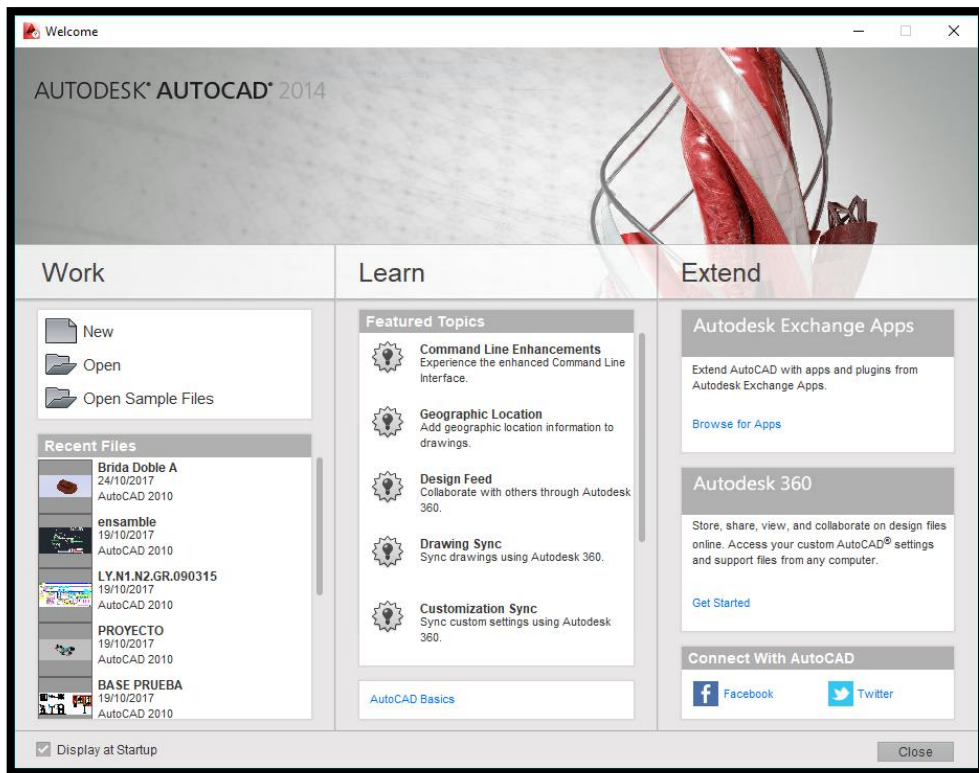 Welcome
AUTODESK® AUTOCAD® 2014
Work
New
Open
Open Sample Files
Recent Files
Brida Doble A
24/10/2017
AutoCAD 2010
ensamble
19/10/2017
AutoCAD 2010
LY.N1.N2.GR.090315
19/10/2017
AutoCAD 2010
PROYECTO
19/10/2017
AutoCAD 2010
BASE PRUEBA
19/10/2017
AutoCAD 2010
Learn
Featured Topics
Command Line Enhancements
Experience the enhanced Command Line
Interface.
Geographic Location
Add geographic location information to
drawings.
Design Feed
Collaborate with others through Autodesk
360.
Drawing Sync
Sync drawings using Autodesk 360.
Customization Sync
Sync custom settings using Autodesk
360.
AutoCAD Basics
Extend
Autodesk Exchange Apps
Extend AutoCAD with apps and plugins from
Autodesk Exchange Apps.
Browse for Apps
Autodesk 360
Store, share, view, and collaborate on design files
online. Access your custom AutoCAD® settings
and support files from any computer.
Get Started
Connect With AutoCAD
Facebook
Twitter
Display at Startup
Close